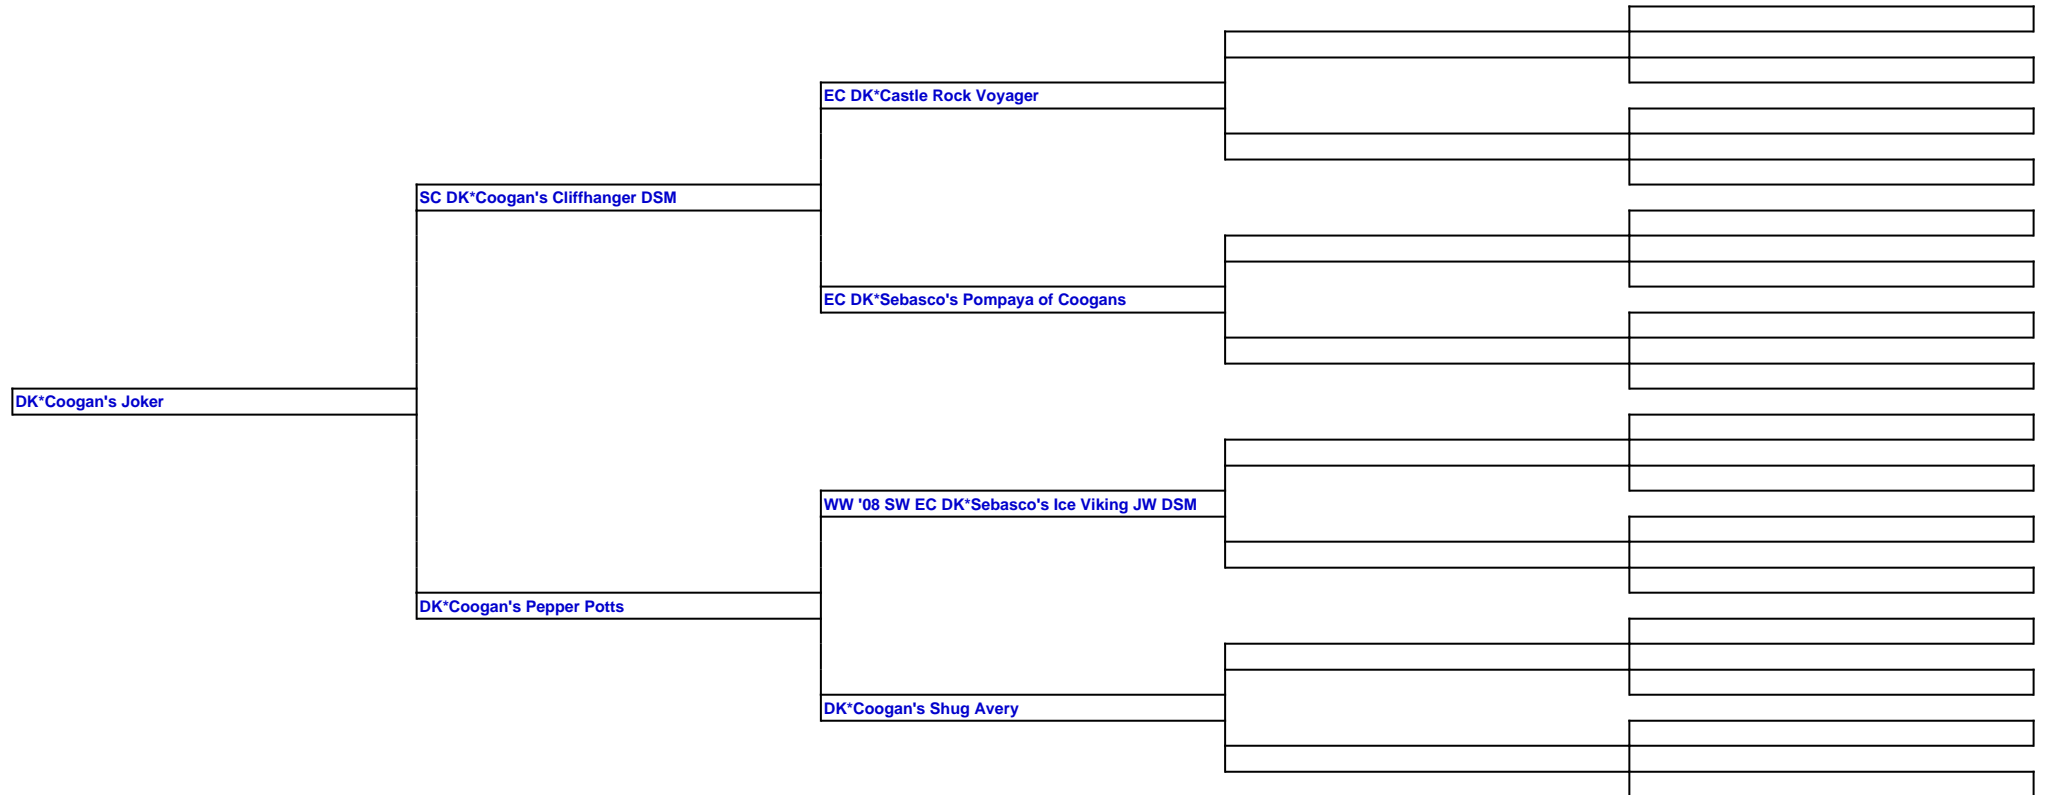 EC DK*Castle Rock Voyager
SC DK*Coogan's Cliffhanger DSM
EC DK*Sebasco's Pompaya of Coogans
DK*Coogan's Joker
WW '08 SW EC DK*Sebasco's Ice Viking JW DSM
DK*Coogan's Pepper Potts
DK*Coogan's Shug Avery